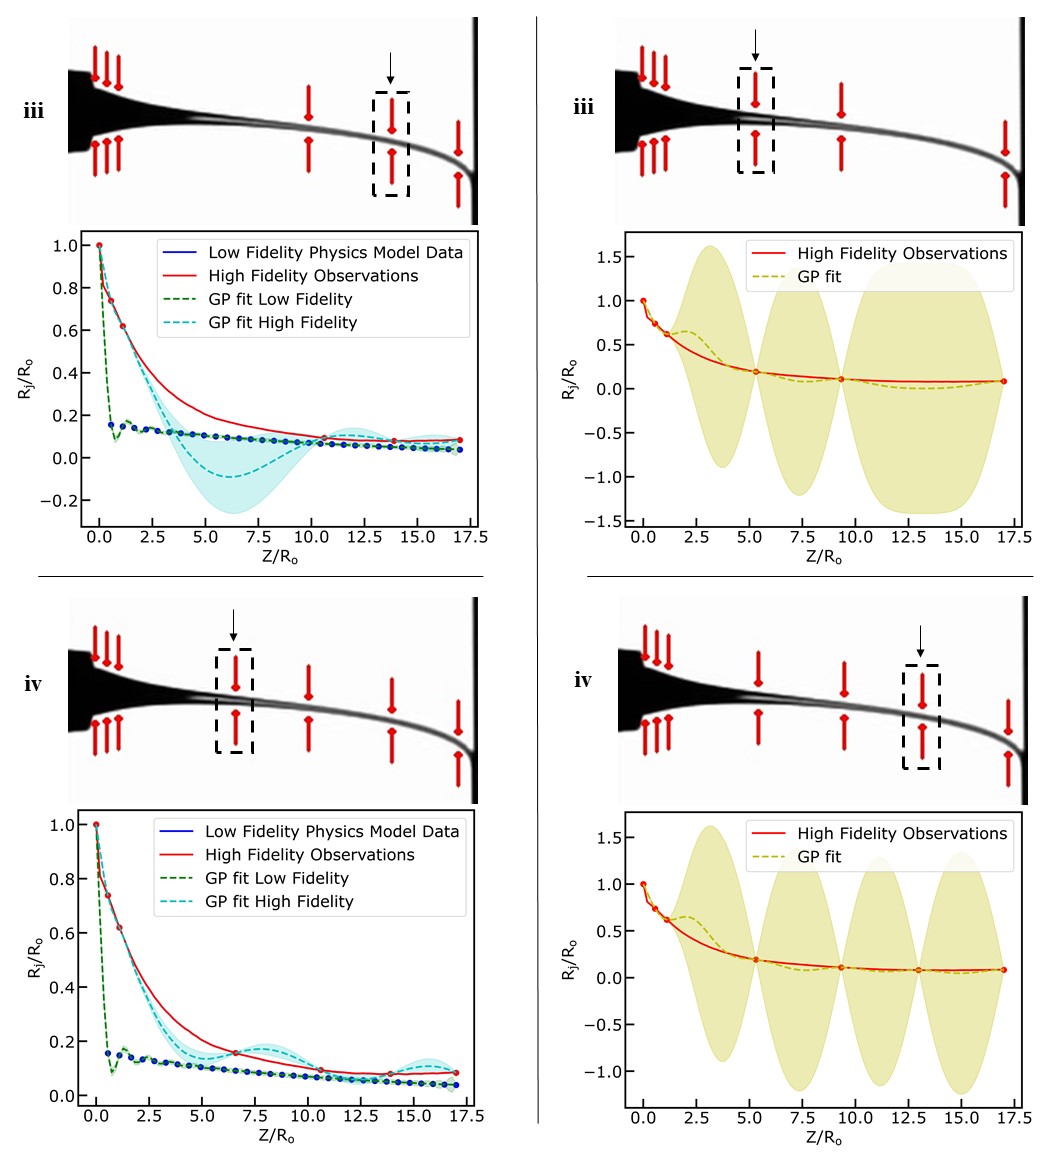 iii
1.0
0.8
0.6
0.4
0.2
0.0
−0.2
Rj/Ro
Low Fidelity Physics Model Data
High Fidelity Observations
GP fit Low Fidelity
GP fit High Fidelity
0.0 2.5 5.0 7.5 10.0 12.5 15.0 17.5
Z/Ro
iii
1.5
1.0
0.5
0.0
−0.5
−1.0
−1.5
Rj/Ro
High Fidelity Observations
GP fit
0.0 2.5 5.0 7.5 10.0 12.5 15.0 17.5
Z/Ro
iv
1.0
0.8
0.6
0.4
0.2
0.0
Rj/Ro
Low Fidelity Physics Model Data
High Fidelity Observations
GP fit Low Fidelity
GP fit High Fidelity
0.0 2.5 5.0 7.5 10.0 12.5 15.0 17.5
Z/Ro
iv
1.5
1.0
0.5
0.0
−0.5
−1.0
Rj/Ro
High Fidelity Observations
GP fit
0.0 2.5 5.0 7.5 10.0 12.5 15.0 17.5
Z/Ro